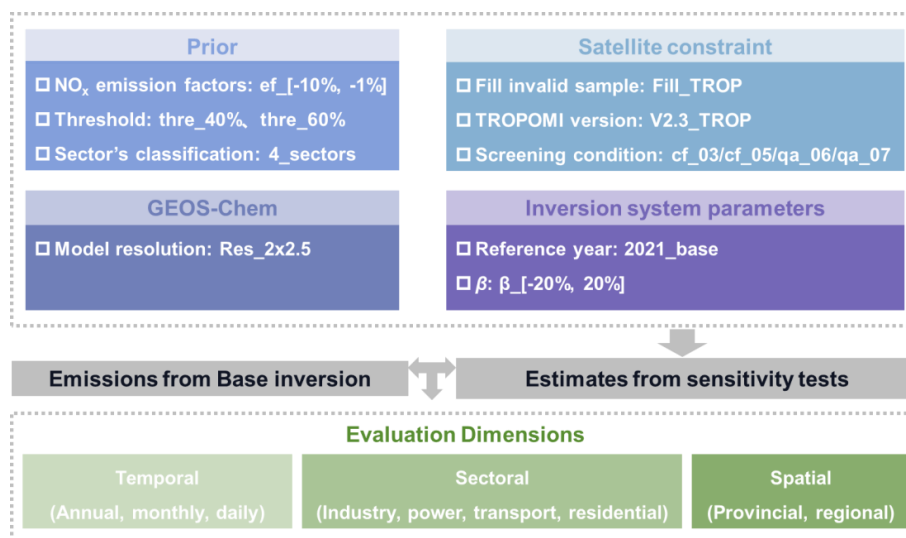 Prior
□ NOx emission factors: ef_[-10%, -1%]
□ Threshold: thre_40%、thre_60%
□ Sector's classification: 4_sectors
Satellite constraint
□ Fill invalid sample: Fill_TROP
□ TROPOMI version: V2.3_TROP
□ Screening condition: cf_03/cf_05/qa_06/qa_07
GEOS-Chem
□ Model resolution: Res_2x2.5
Inversion system parameters
□ Reference year: 2021_base
□ β: β_[-20%, 20%]
Emissions from Base inversion
Estimates from sensitivity tests
Evaluation Dimensions
Temporal
(Annual, monthly, daily)
Sectoral
(Industry, power, transport, residential)
Spatial
(Provincial, regional)